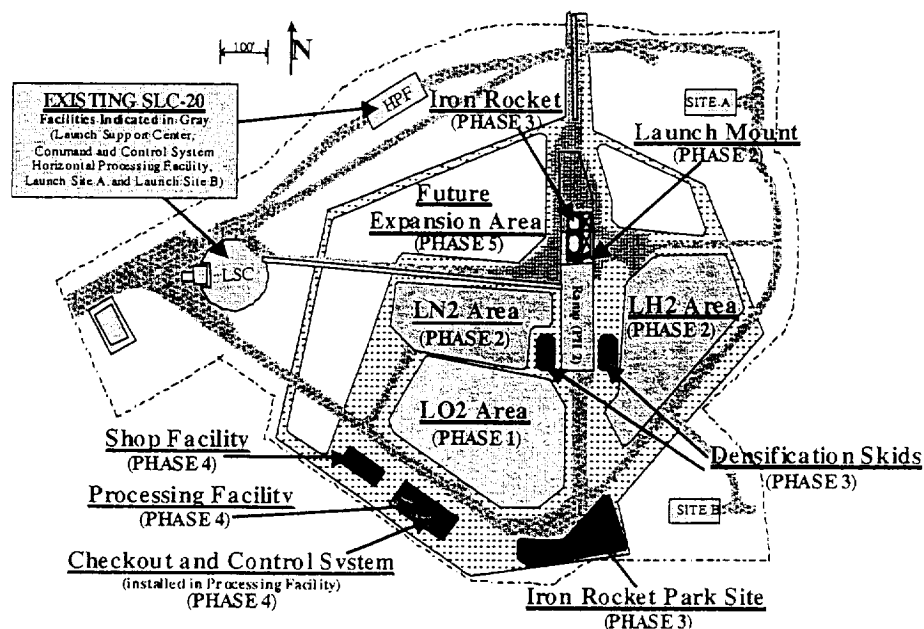 100'
N
EXISTING SLC-20
Facilities Indicated in Gray
(Launch Support Center,
Command and Control System
Horizontal Processing Facility,
Launch Site A and Launch Site B)
HPF
Iron Rocket
(PHASE 3)
SITE A
Launch Mount
(PHASE 2)
Future
Expansion Area
(PHASE 5)
LSC
LN2 Area
(PHASE 2)
Ramp (PH 2)
LH2 Area
(PHASE 2)
LO2 Area
(PHASE 1)
Shop Facility
(PHASE 4)
Densification Skids
(PHASE 3)
Processing Facility
(PHASE 4)
SITE B
Checkout and Control System
(installed in Processing Facility)
(PHASE 4)
Iron Rocket Park Site
(PHASE 3)